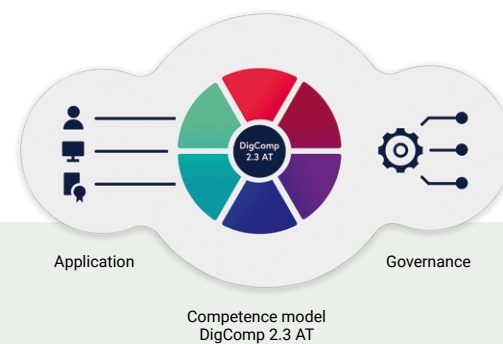 DigComp
2.3 AT
Application
Governance
Competence model
DigComp 2.3 AT